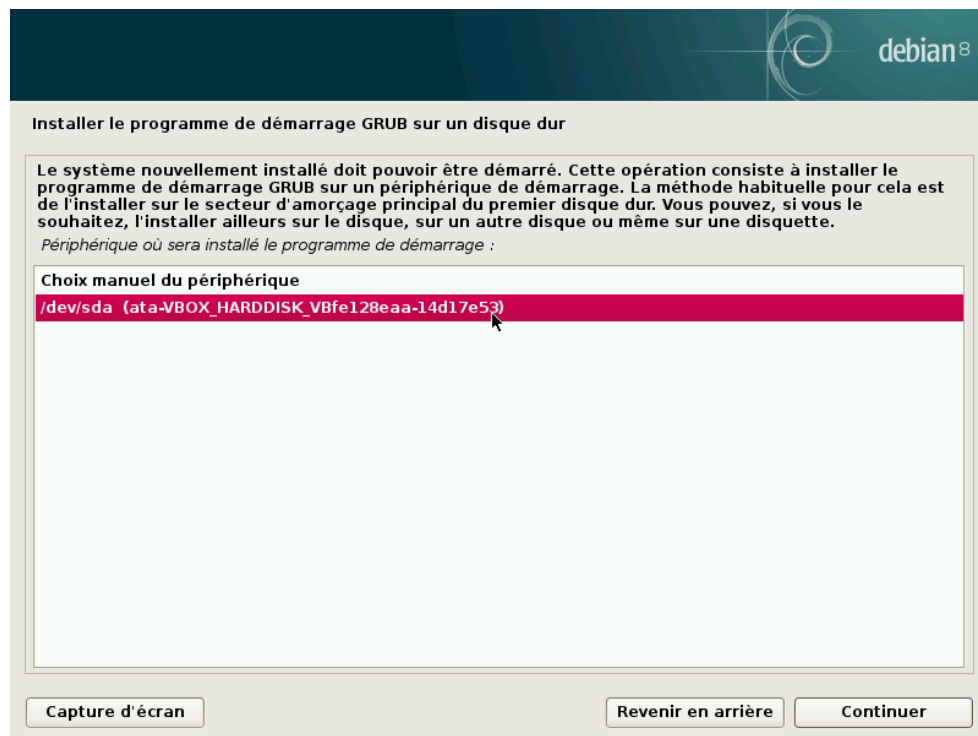 debian 8
Installer le programme de démarrage GRUB sur un disque dur
Le système nouvellement installé doit pouvoir être démarré. Cette opération consiste à installer le
programme de démarrage GRUB sur un périphérique de démarrage. La méthode habituelle pour cela est
de l'installer sur le secteur d'amorçage principal du premier disque dur. Vous pouvez, si vous le
souhaitez, l'installer ailleurs sur le disque, sur un autre disque ou même sur une disquette.
Périphérique où sera installé le programme de démarrage :
Choix manuel du périphérique
/dev/sda (ata-VBOX_HARDDISK_VBfe128eaa-14d17e53)
Capture d'écran
Revenir en arrière
Continuer